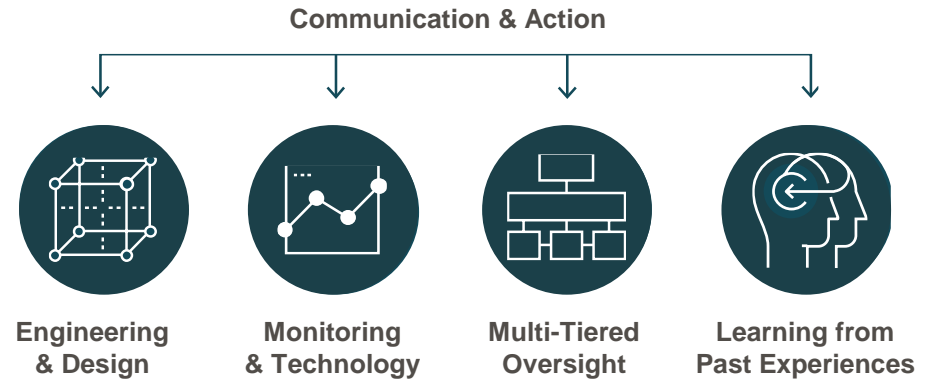 Communication & Action
Engineering
& Design
Monitoring
& Technology
Multi-Tiered
Oversight
Learning from
Past Experiences